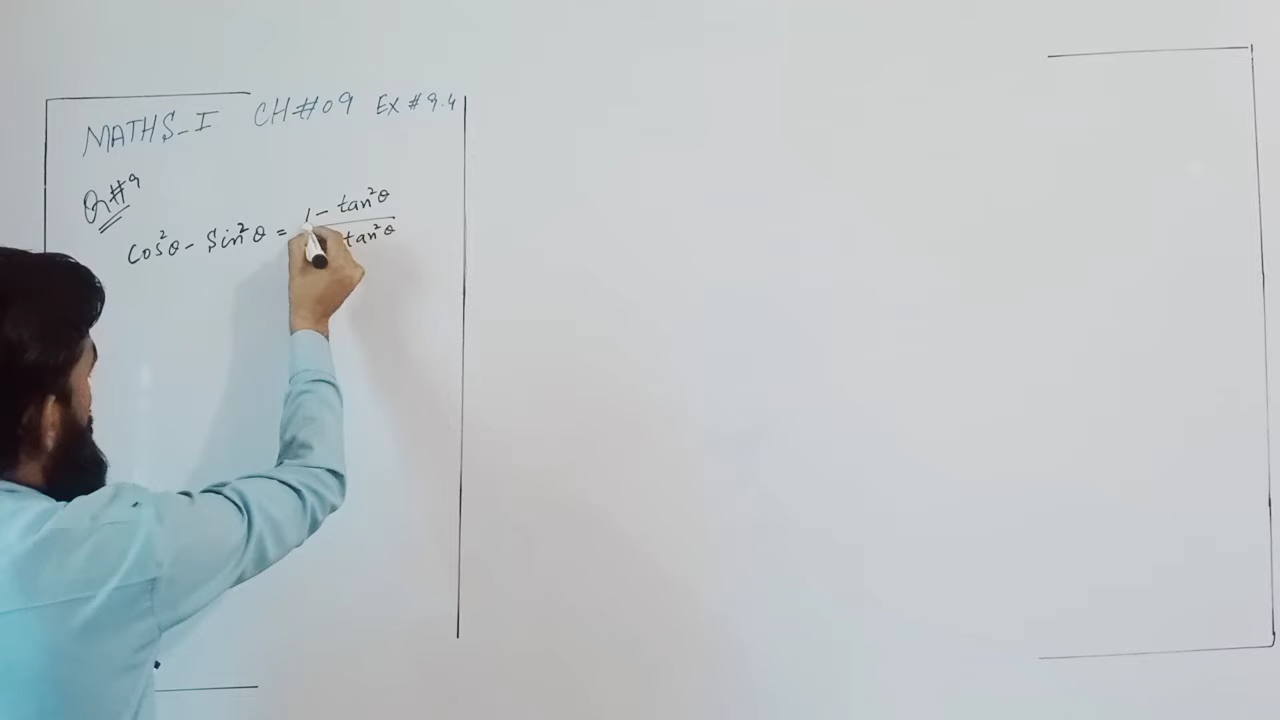 MATHS-I CH#09 EX#9.4
Q#9
Cos²θ - Sin²θ = 1 - tan²θ
tan²θ